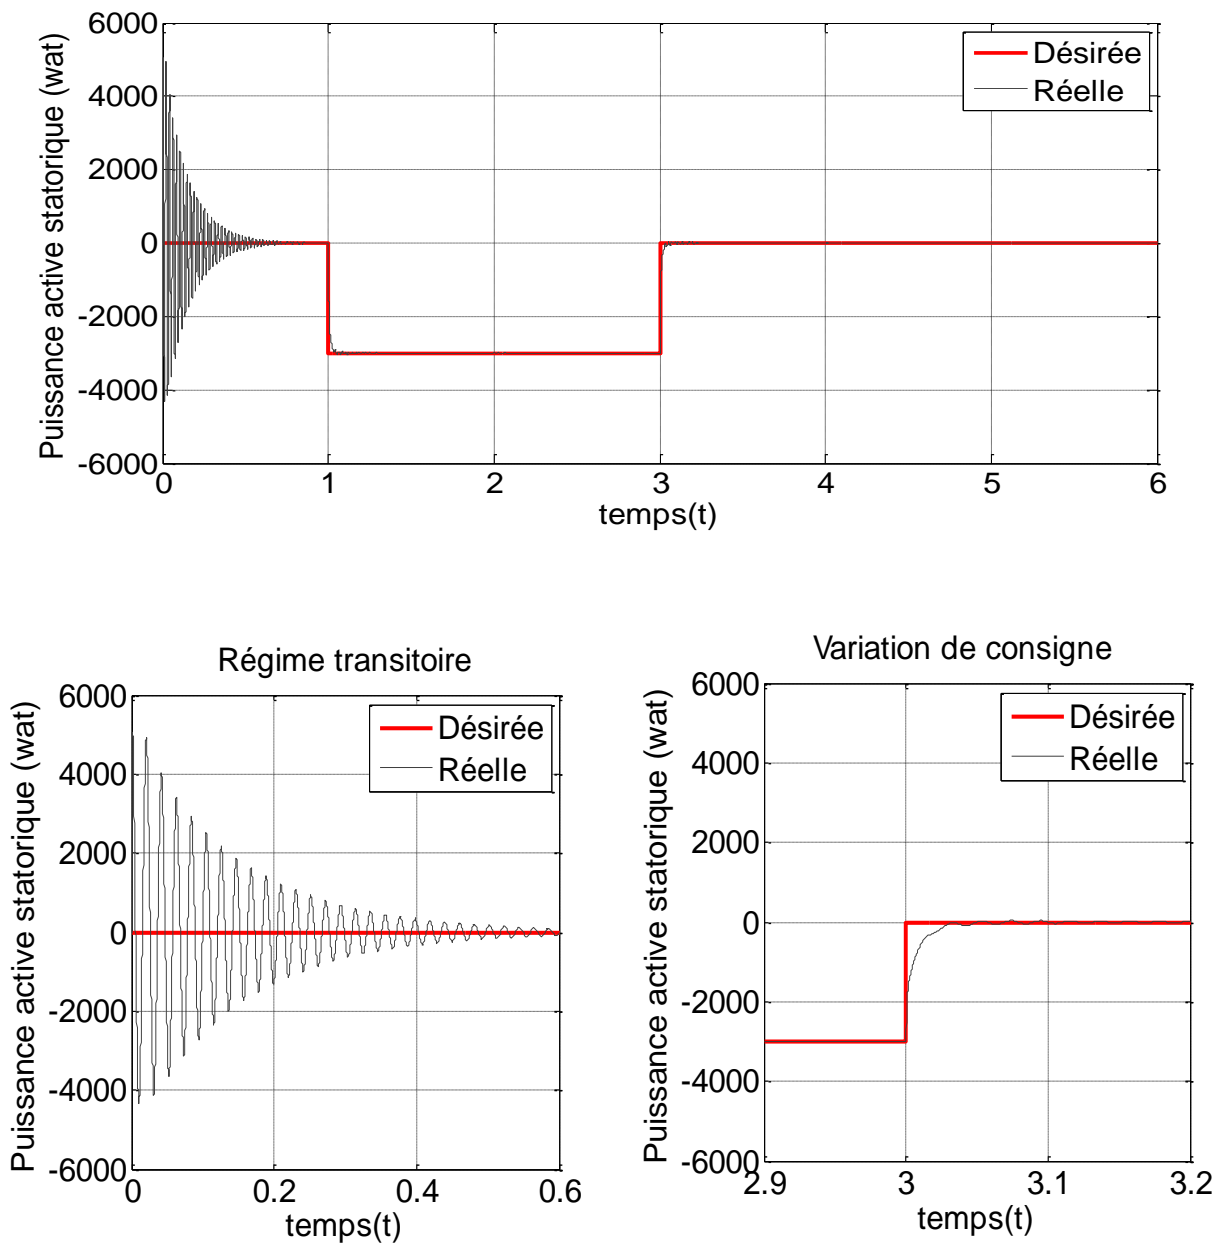 6000
4000
2000
0
-2000
-4000
-6000
Puissance active statorique (wat)
Désirée
Réelle
0 1 2 3 4 5 6
temps(t)
Régime transitoire
6000
4000
2000
0
-2000
-4000
-6000
Puissance active statorique (wat)
Désirée
Réelle
0 0.2 0.4 0.6
temps(t)
Variation de consigne
6000
4000
2000
0
-2000
-4000
-6000
Puissance active statorique (wat)
Désirée
Réelle
2.9 3 3.1 3.2
temps(t)